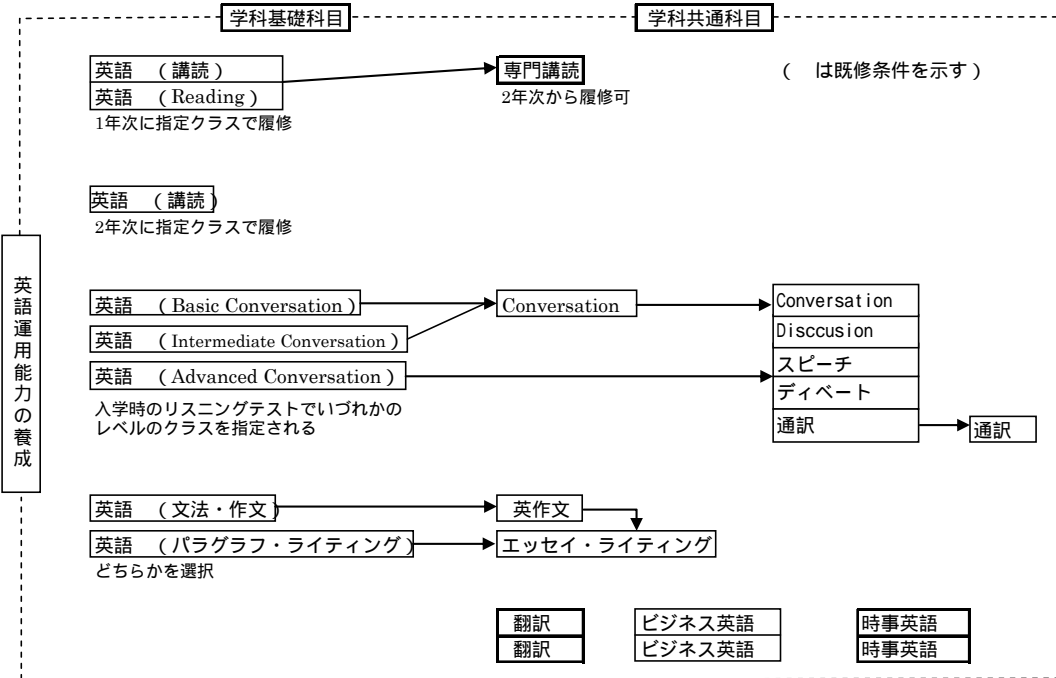 学科基礎科目
学科共通科目
英語 （講読）
英語 （Reading）
1年次に指定クラスで履修
専門講読
2年次から履修可
（ は既修条件を示す）
英語 （講読）
2年次に指定クラスで履修
英語運用能力の養成
英語 （Basic Conversation）
英語 （Intermediate Conversation）
英語 （Advanced Conversation）
入学時のリスニングテストでいづれかの
レベルのクラスを指定される
Conversation
Conversation
Disccusion
スピーチ
ディベート
通訳
通訳
英語 （文法・作文）
英語 （パラグラフ・ライティング）
どちらかを選択
英作文
エッセイ・ライティング
翻訳
翻訳
ビジネス英語
ビジネス英語
時事英語
時事英語